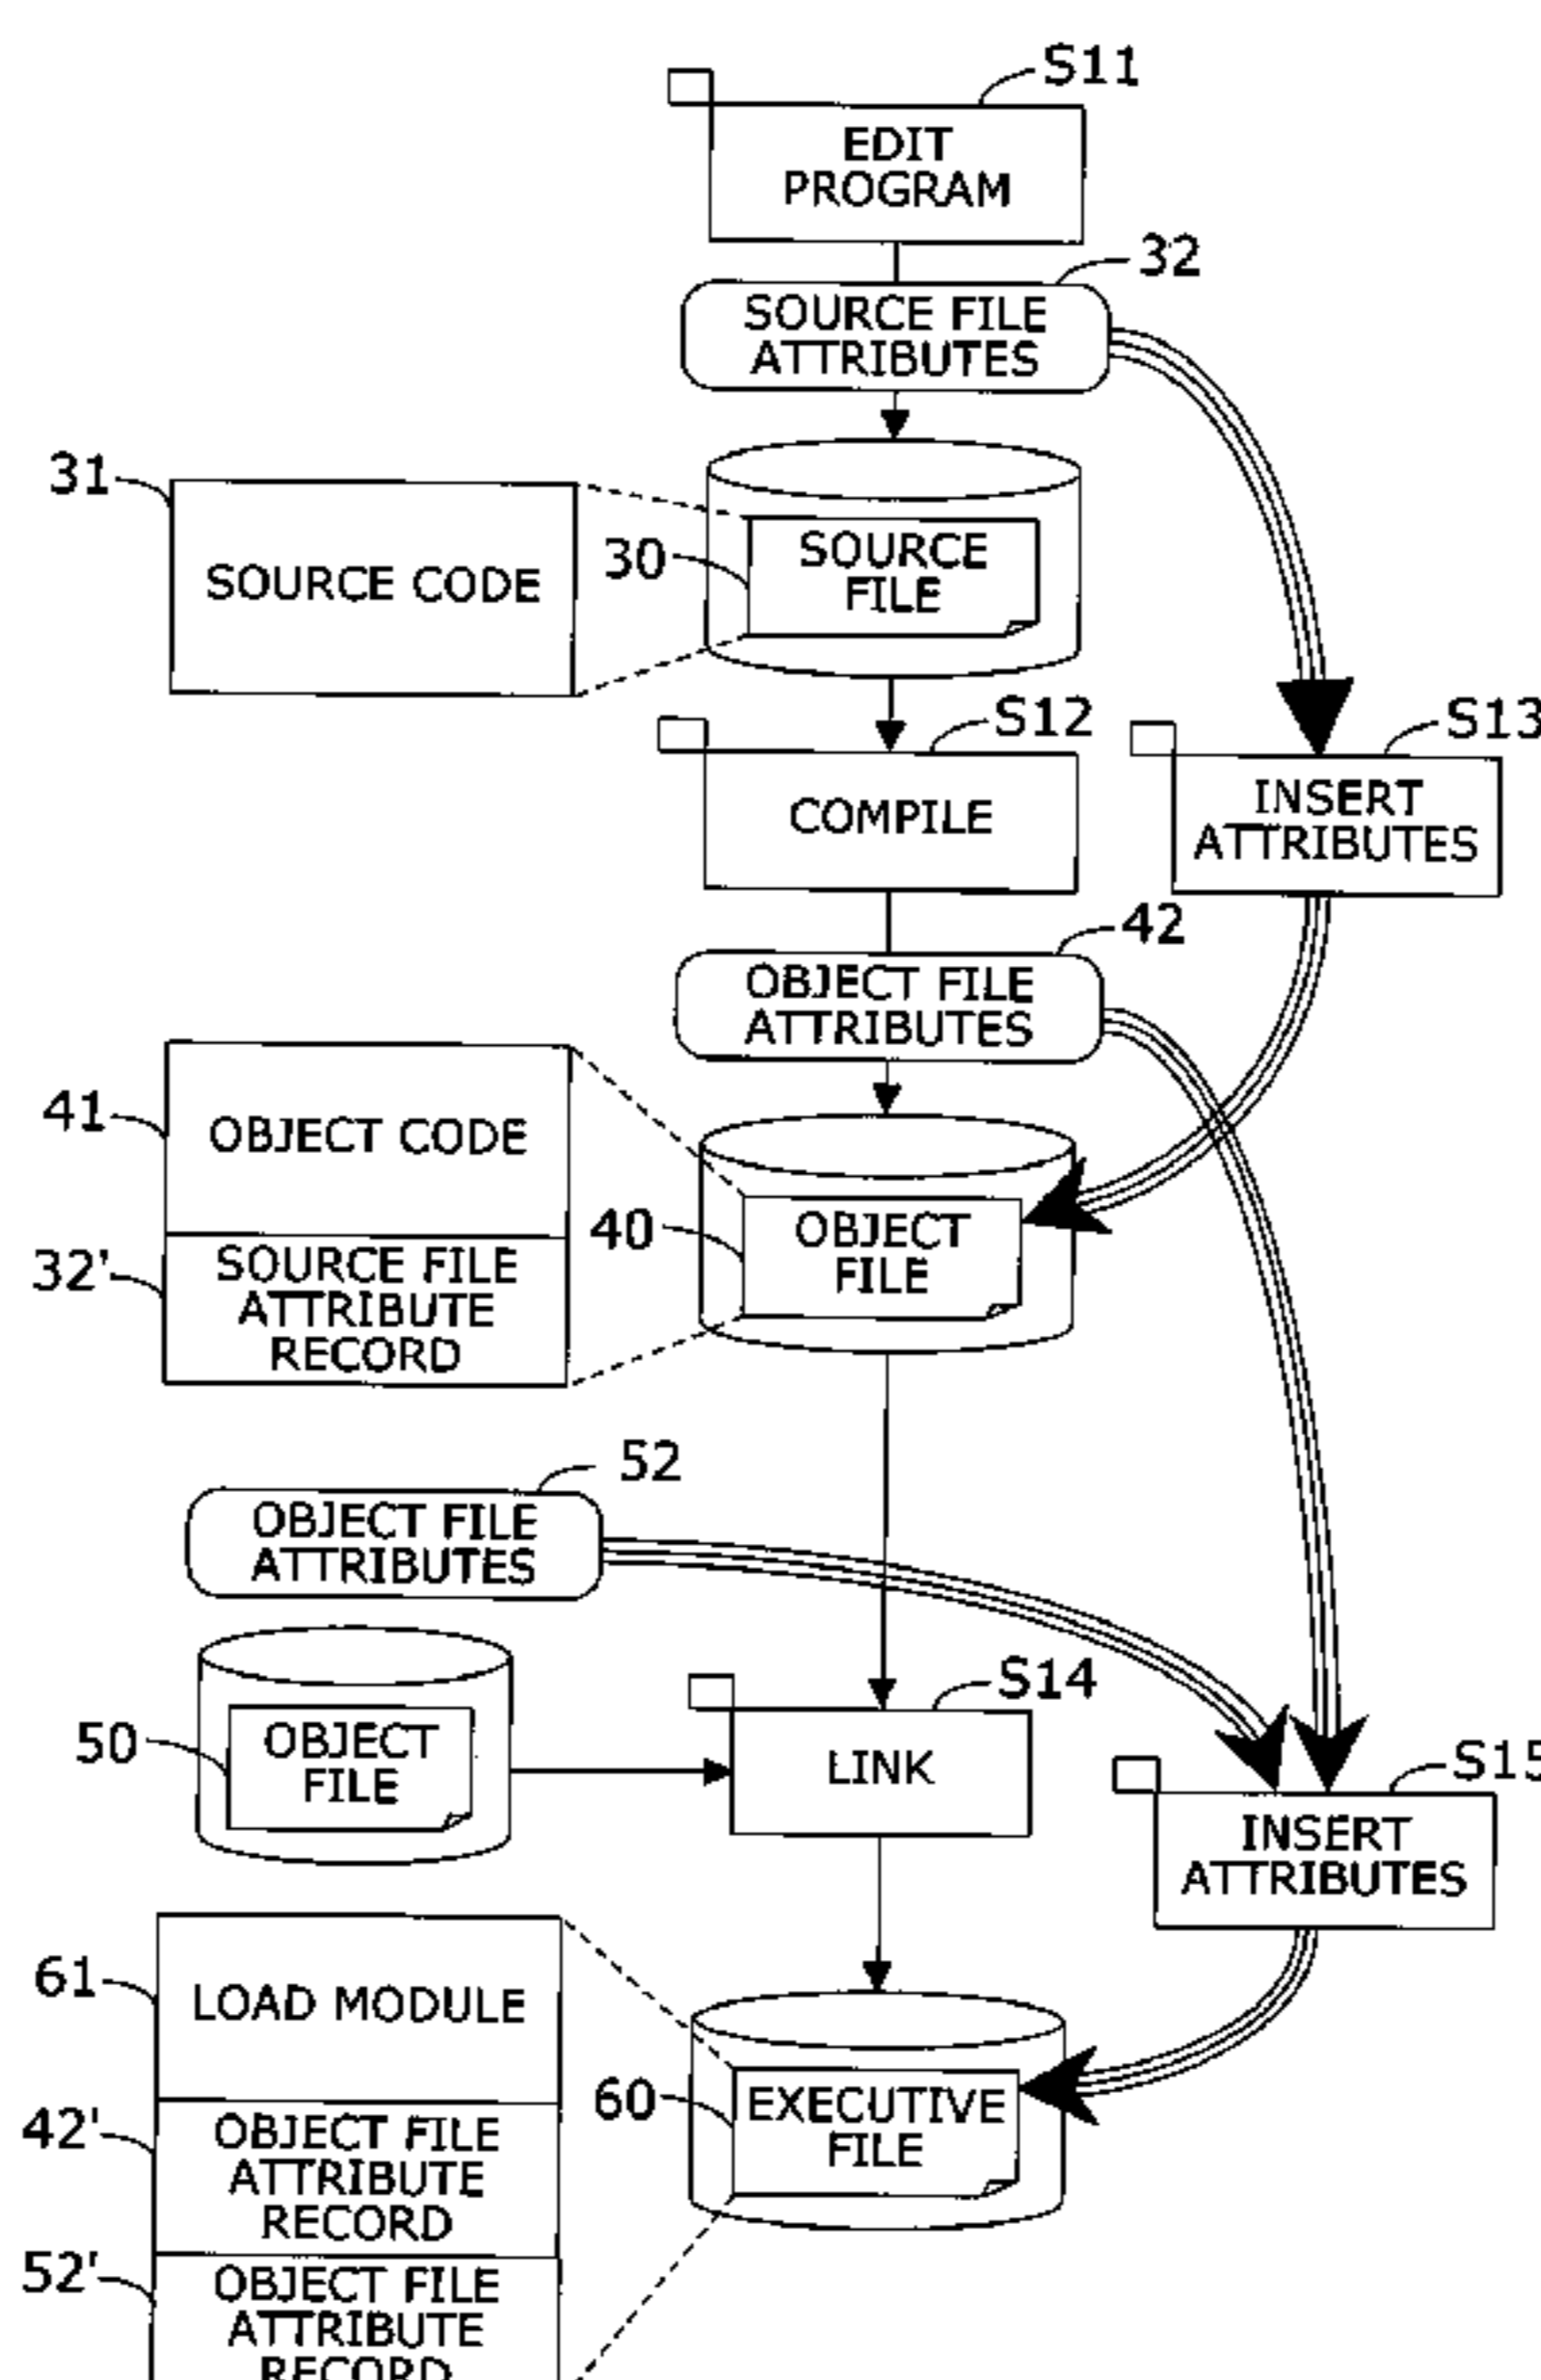 S11
EDIT
PROGRAM
32
SOURCE FILE
ATTRIBUTES
31
SOURCE CODE
30
SOURCE
FILE
S12
COMPILE
S13
INSERT
ATTRIBUTES
42
OBJECT FILE
ATTRIBUTES
41
OBJECT CODE
32'
SOURCE FILE
ATTRIBUTE
RECORD
40
OBJECT
FILE
52
OBJECT FILE
ATTRIBUTES
50
OBJECT
FILE
S14
LINK
S15
INSERT
ATTRIBUTES
61
LOAD MODULE
42'
OBJECT FILE
ATTRIBUTE
RECORD
60
EXECUTIVE
FILE
52'
OBJECT FILE
ATTRIBUTE
RECORD